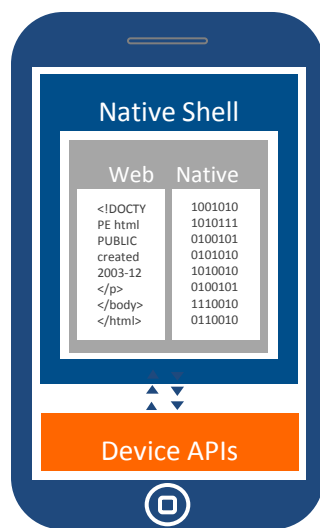 Native Shell
Web Native
<!DOCTY
PE html
PUBLIC
created
2003-12
</p>
</body>
</html>
1001010
1010111
0100101
0101010
1010010
0100101
1110010
0110010
Device APIs